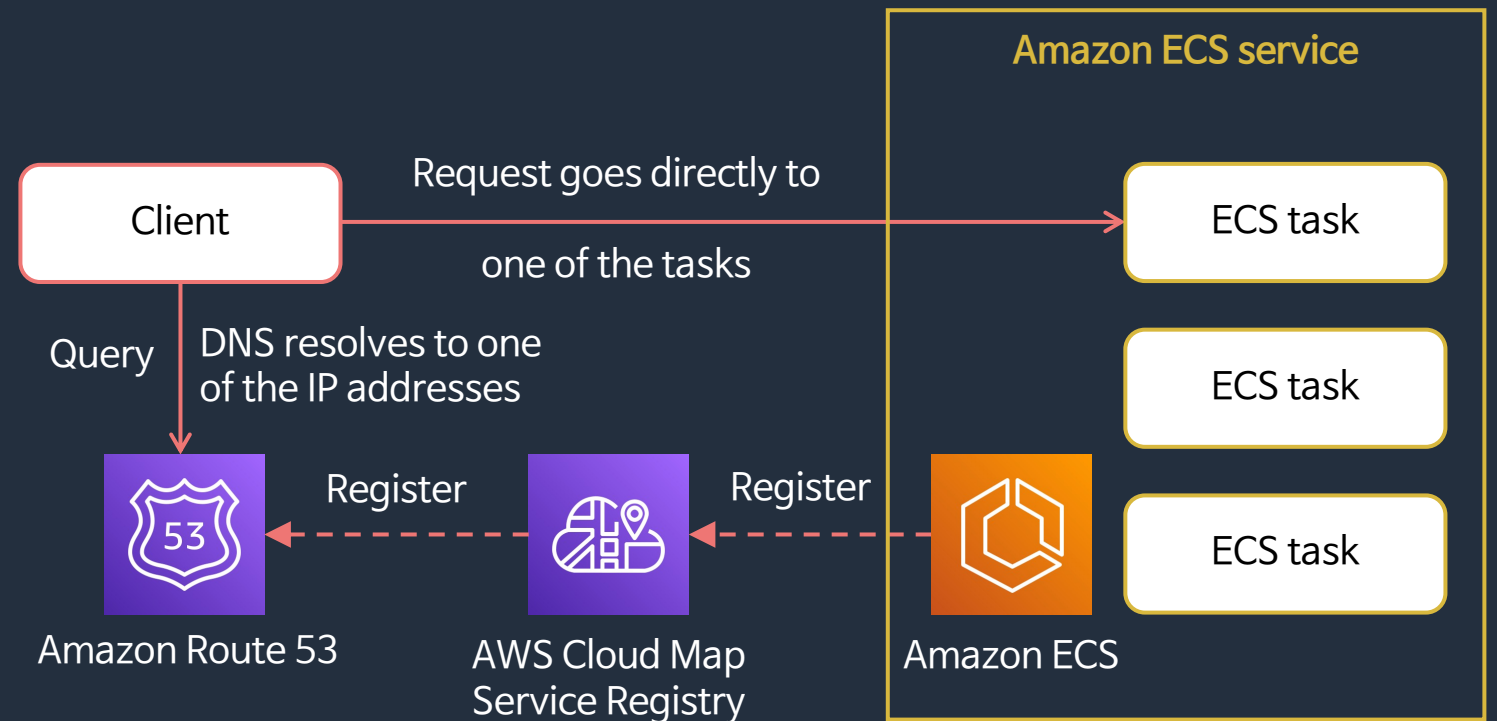 Amazon ECS service
Request goes directly to
Client
ECS task
one of the tasks
Query
DNS resolves to one
of the IP addresses
ECS task
Register
Register
53
ECS task
Amazon Route 53
AWS Cloud Map
Service Registry
Amazon ECS